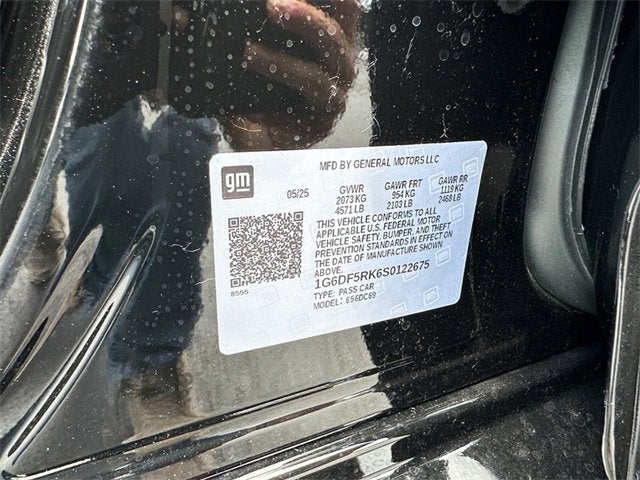 MFD BY GENERAL MOTORS LLC
gm
05/25 GVWR GAWR FRT GAWR RR
2073 KG 954 KG 1119 KG
4571 LB 2103 LB 2468 LB
THIS VEHICLE CONFORMS TO ALL
APPLICABLE U.S. FEDERAL MOTOR
VEHICLE SAFETY, BUMPER, AND THEFT
PREVENTION STANDARDS IN EFFECT ON
THE DATE OF MANUFACTURE SHOWN
ABOVE.
1G6DF5RK6S0122675
TYPE: PASS CAR
MODEL: 656DC69
8555